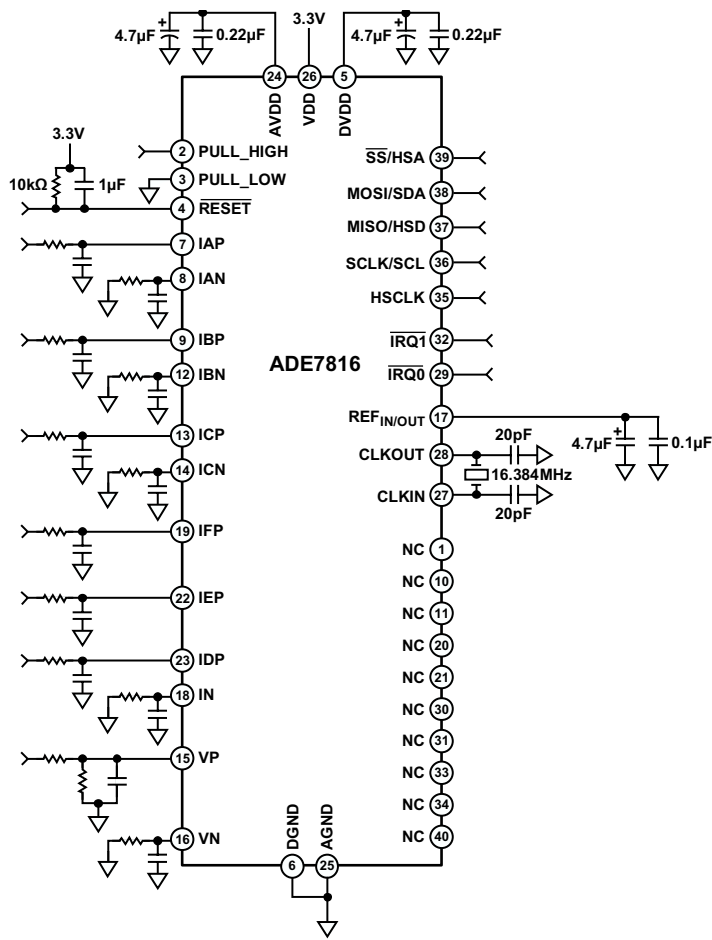 4.7µF
0.22µF
3.3V
4.7µF
0.22µF
24
26
5
AVDD
VDD
DVDD
3.3V
10kΩ
1µF
2 PULL_HIGH
3 PULL_LOW
4 RESET
7 IAP
8 IAN
9 IBP
12 IBN
13 ICP
14 ICN
19 IFP
22 IEP
23 IDP
18 IN
15 VP
16 VN
ADE7816
SS/HSA 39
MOSI/SDA 38
MISO/HSD 37
SCLK/SCL 36
HSCLK 35
IRQ1 32
IRQ0 29
REFIN/OUT 17
4.7µF
0.1µF
CLKOUT 28
20pF
16.384MHz
CLKIN 27
20pF
NC 1
NC 10
NC 11
NC 20
NC 21
NC 30
NC 31
NC 33
NC 34
NC 40
DGND
AGND
6
25